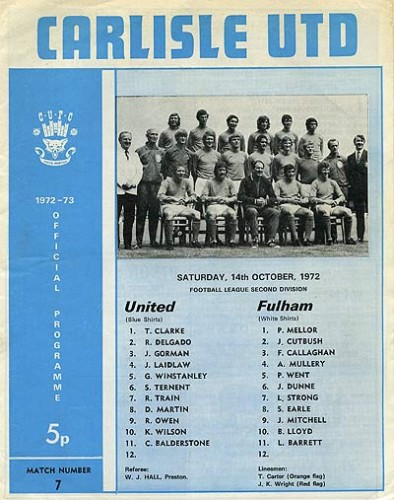 CARLISLE UTD
C.U.F.C
1972-73
OFFICIAL PROGRAMME
5p
MATCH NUMBER
7
SATURDAY, 14th OCTOBER, 1972
FOOTBALL LEAGUE SECOND DIVISION
United
(Blue Shirts)
1. T. CLARKE
2. R. DELGADO
3. J. GORMAN
4. J. LAIDLAW
5. G. WINSTANLEY
6. S. TERNENT
7. R. TRAIN
8. D. MARTIN
9. R. OWEN
10. K. WILSON
11. C. BALDERSTONE
12.
Referee:
W. J. HALL, Preston.
Fulham
(White Shirts)
1. P. MELLOR
2. J. CUTBUSH
3. F. CALLAGHAN
4. A. MULLERY
5. P. WENT
6. J. DUNNE
7. L. STRONG
8. S. EARLE
9. J. MITCHELL
10. B. LLOYD
11. L. BARRETT
12.
Linesmen:
T. Carter (Orange flag)
J. K. Wright (Red flag)